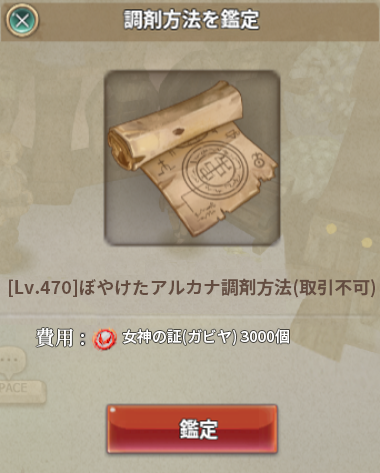 調剤方法を鑑定
[Lv.470]ぼやけたアルカナ調剤方法(取引不可)
費用 : 女神の証(ガピヤ) 3000個
PACE
鑑定